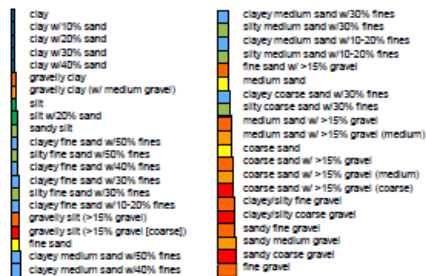 clay
clay w/10% sand
clay w/20% sand
clay w/30% sand
clay w/40% sand
gravelly clay
gravelly clay (w/ medium gravel)
silt
silt w/20% sand
sandy silt
clayey fine sand w/50% fines
silty fine sand w/50% fines
clayey fine sand w/40% fines
clayey fine sand w/30% fines
silty fine sand w/30% fines
clayey fine sand w/10-20% fines
gravelly silt (>15% gravel)
gravelly silt (>15% gravel [coarse])
fine sand
clayey medium sand w/50% fines
clayey medium sand w/40% fines
clayey medium sand w/30% fines
silty medium sand w/30% fines
clayey medium sand w/10-20% fines
silty medium sand w/10-20% fines
fine sand w/ >15% gravel
medium sand
clayey coarse sand w/30% fines
silty coarse sand w/30% fines
medium sand w/ >15% gravel
medium sand w/ >15% gravel (medium)
coarse sand
coarse sand w/ >15% gravel
coarse sand w/ >15% gravel (medium)
coarse sand w/ >15% gravel (coarse)
clayey/silty fine gravel
clayey/silty coarse gravel
sandy fine gravel
sandy medium gravel
sandy coarse gravel
fine gravel